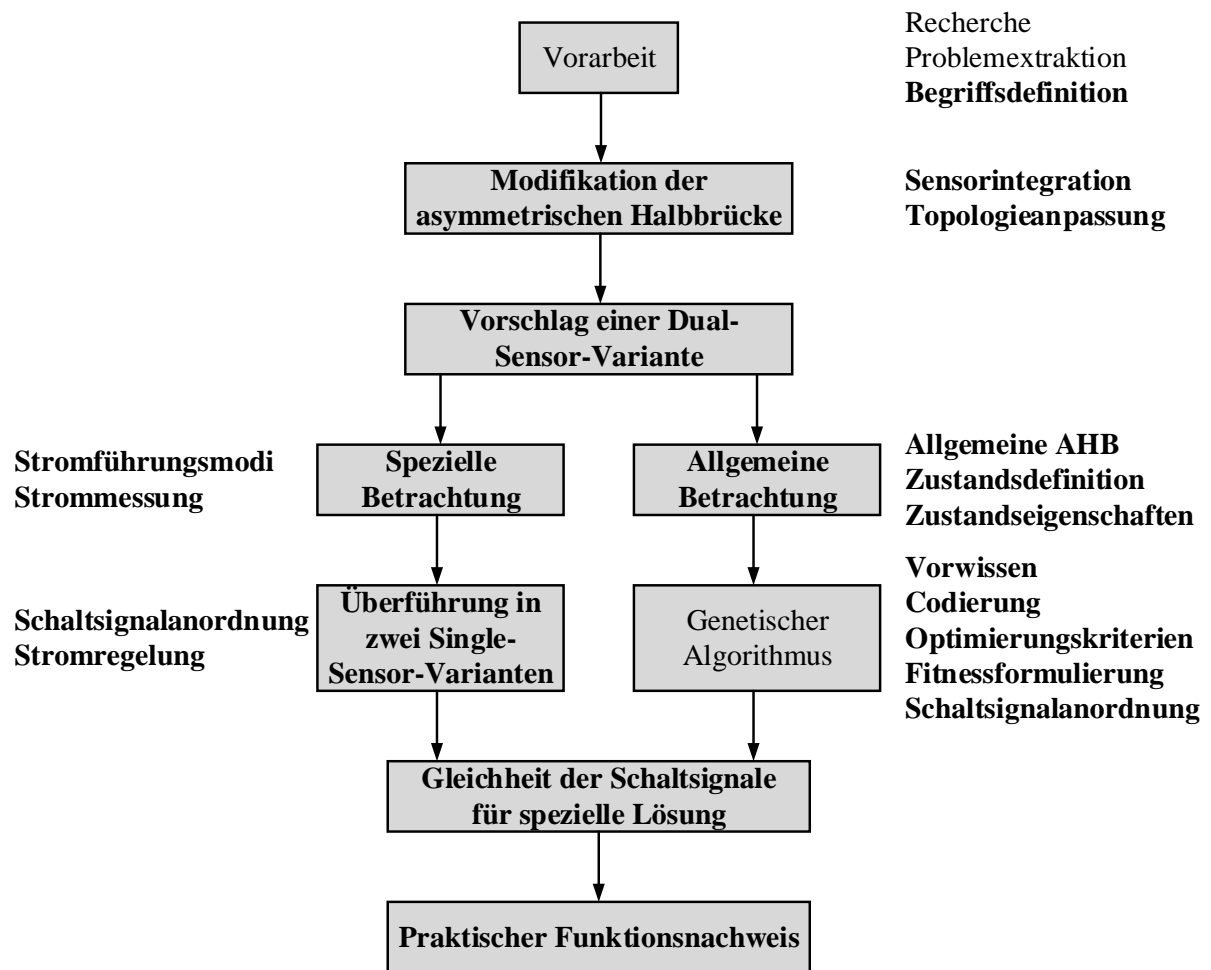 Vorarbeit
Recherche
Problemextraktion
Begriffsdefinition
Modifikation der
asymmetrischen Halbbrücke
Sensorintegration
Topologieanpassung
Vorschlag einer Dual-
Sensor-Variante
Stromführungsmodi
Strommessung
Spezielle
Betrachtung
Allgemeine
Betrachtung
Allgemeine AHB
Zustandsdefinition
Zustandseigenschaften
Schaltsignalanordnung
Stromregelung
Überführung in
zwei Single-
Sensor-Varianten
Genetischer
Algorithmus
Vorwissen
Codierung
Optimierungskriterien
Fitnessformulierung
Schaltsignalanordnung
Gleichheit der Schaltsignale
für spezielle Lösung
Praktischer Funktionsnachweis